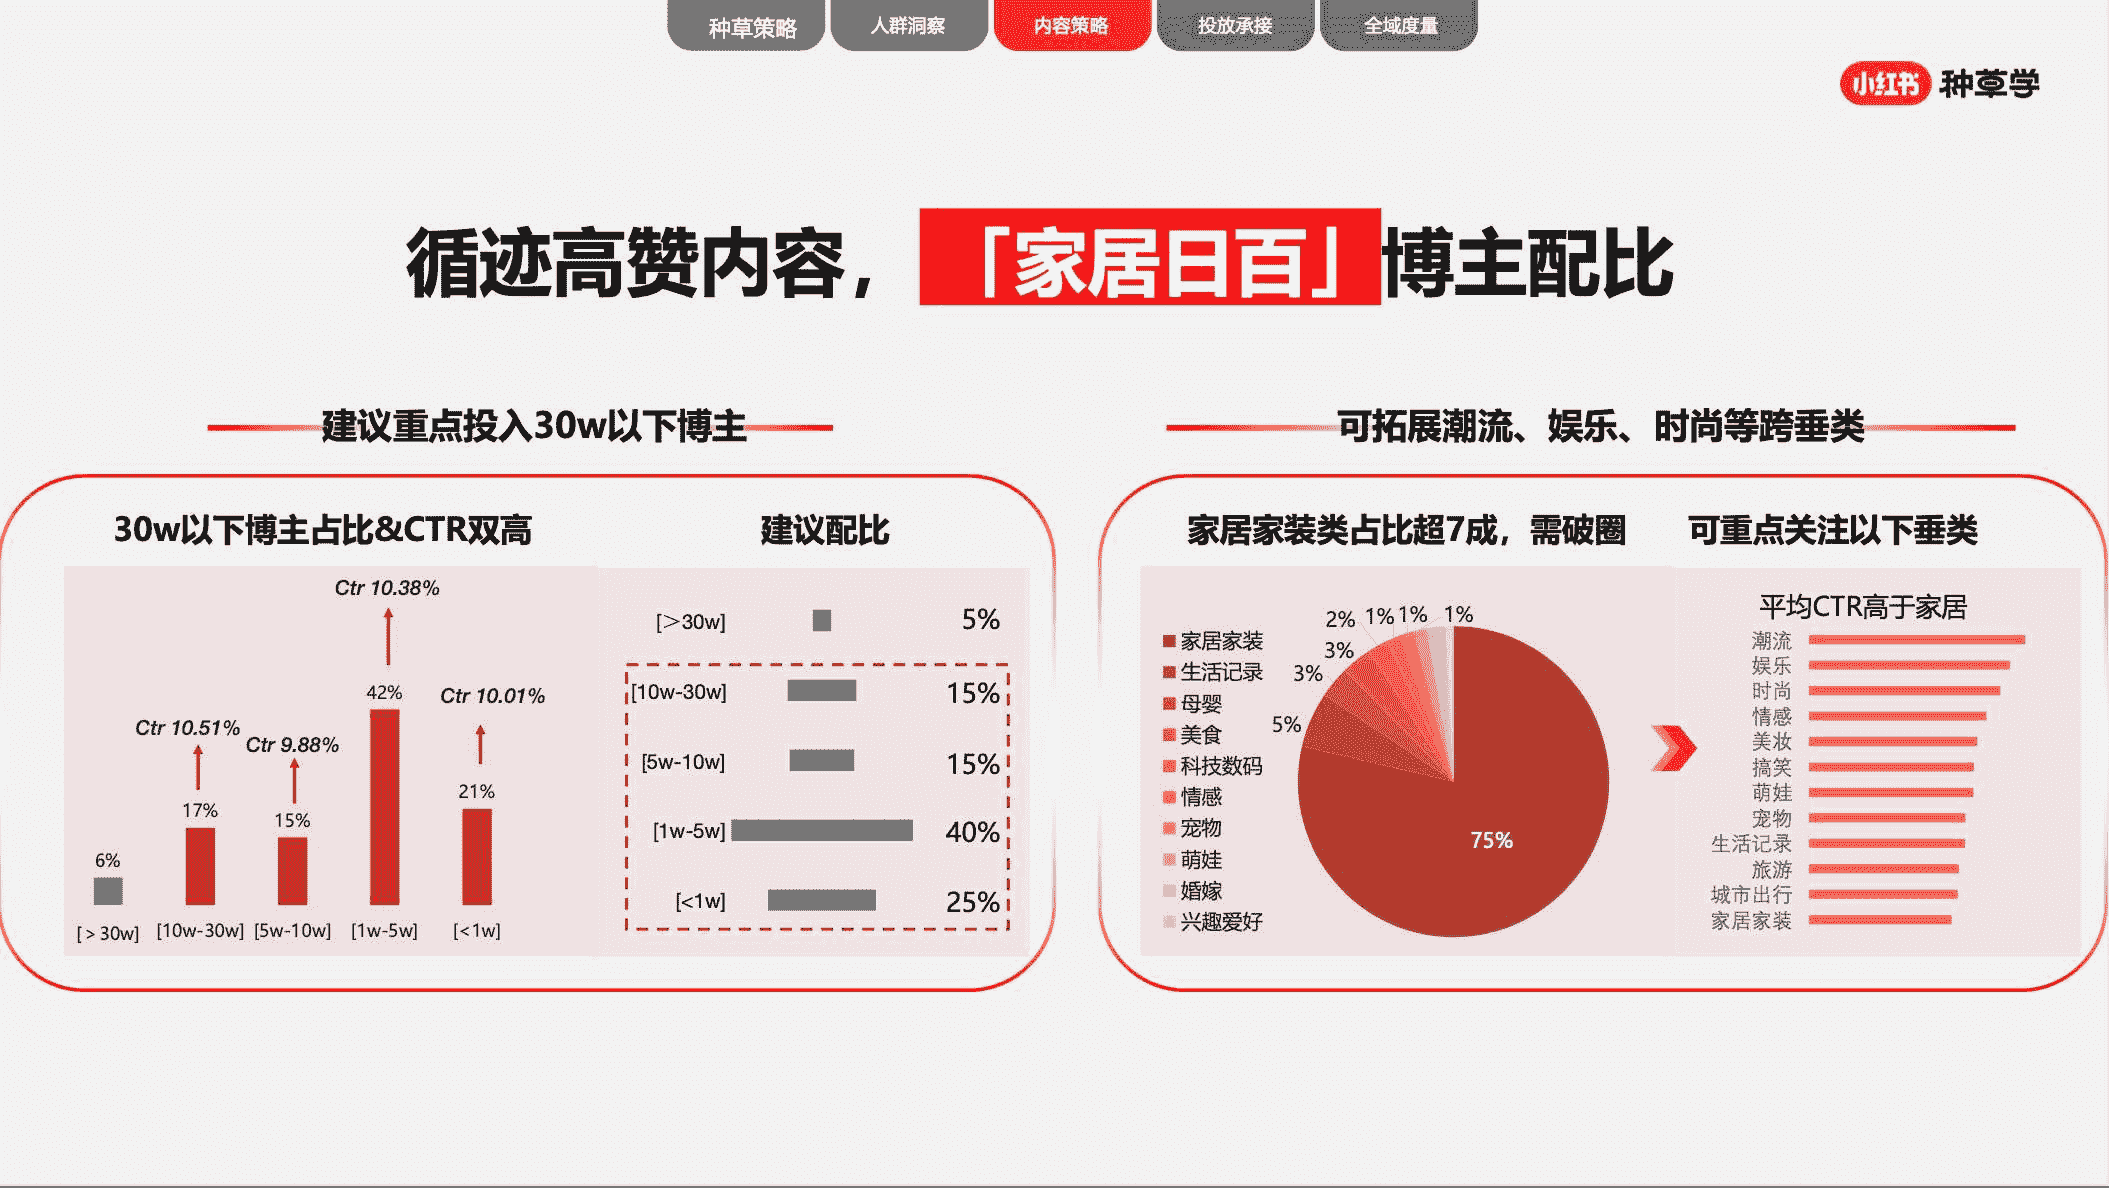 种草策略
人群洞察
内容策略
投放承接
全域度量
小红书 种草学
循迹高赞内容，「家居日百」博主配比
建议重点投入30w以下博主
30w以下博主占比&CTR双高
Ctr 10.38%
Ctr 10.51%
Ctr 9.88%
Ctr 10.01%
6%
17%
15%
42%
21%
[＞30w]
[10w-30w]
[5w-10w]
[1w-5w]
[<1w]
建议配比
[＞30w] 5%
[10w-30w] 15%
[5w-10w] 15%
[1w-5w] 40%
[<1w] 25%
可拓展潮流、娱乐、时尚等跨垂类
家居家装类占比超7成，需破圈
家居家装
生活记录
母婴
美食
科技数码
情感
宠物
萌娃
婚嫁
兴趣爱好
75%
5%
3%
3%
2%
1%
1%
1%
可重点关注以下垂类
平均CTR高于家居
潮流
娱乐
时尚
情感
美妆
搞笑
萌娃
宠物
生活记录
旅游
城市出行
家居家装